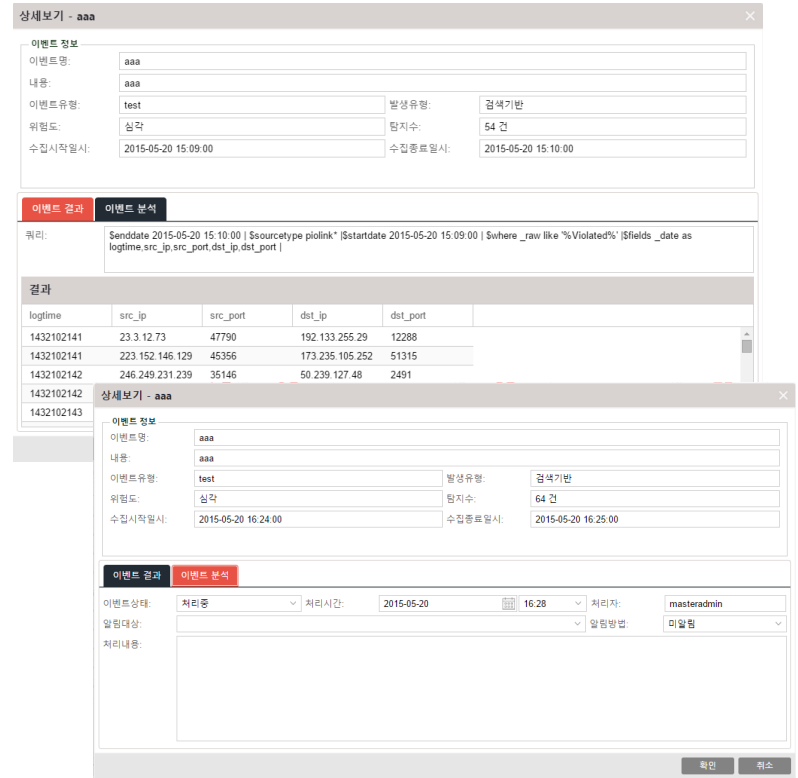 상세보기 - aaa
이벤트 정보
이벤트명: aaa
내용: aaa
이벤트유형: test 발생유형: 검색기반
위험도: 심각 탐지수: 54 건
수집시작일시: 2015-05-20 15:09:00 수집종료일시: 2015-05-20 15:10:00
이벤트 결과 이벤트 분석
쿼리: $enddate 2015-05-20 15:10:00 | $sourcetype piolink* |$startdate 2015-05-20 15:09:00 | $where _raw like '%Violated%' |$fields _date as
logtime,src_ip,src_port,dst_ip,dst_port |
결과
logtime src_ip src_port dst_ip dst_port
1432102141 23.3.12.73 47790 192.133.255.29 12288
1432102141 223.152.146.129 45356 173.235.105.252 51315
1432102142 246.249.231.239 35146 50.239.127.48 2491
1432102142
1432102143
상세보기 - aaa
이벤트 정보
이벤트명: aaa
내용: aaa
이벤트유형: test 발생유형: 검색기반
위험도: 심각 탐지수: 64 건
수집시작일시: 2015-05-20 16:24:00 수집종료일시: 2015-05-20 16:25:00
이벤트 결과 이벤트 분석
이벤트상태: 처리중 처리시간: 2015-05-20 16:28 처리자: masteradmin
알림대상: 알림방법: 미알림
처리내용:
확인 취소